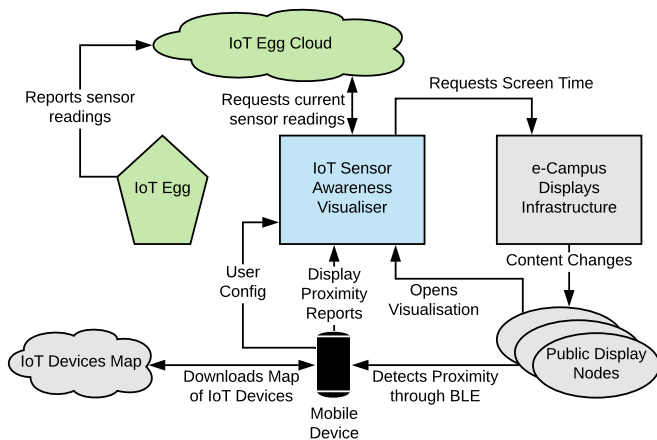 IoT Egg Cloud
Requests Screen Time
Reports sensor
readings
Requests current
sensor readings
IoT Egg
IoT Sensor
Awareness
Visualiser
e-Campus
Displays
Infrastructure
Content Changes
User
Config
Display
Proximity
Reports
Opens
Visualisation
IoT Devices Map
Public Display
Nodes
Downloads Map
of IoT Devices
Detects Proximity
through BLE
Mobile
Device